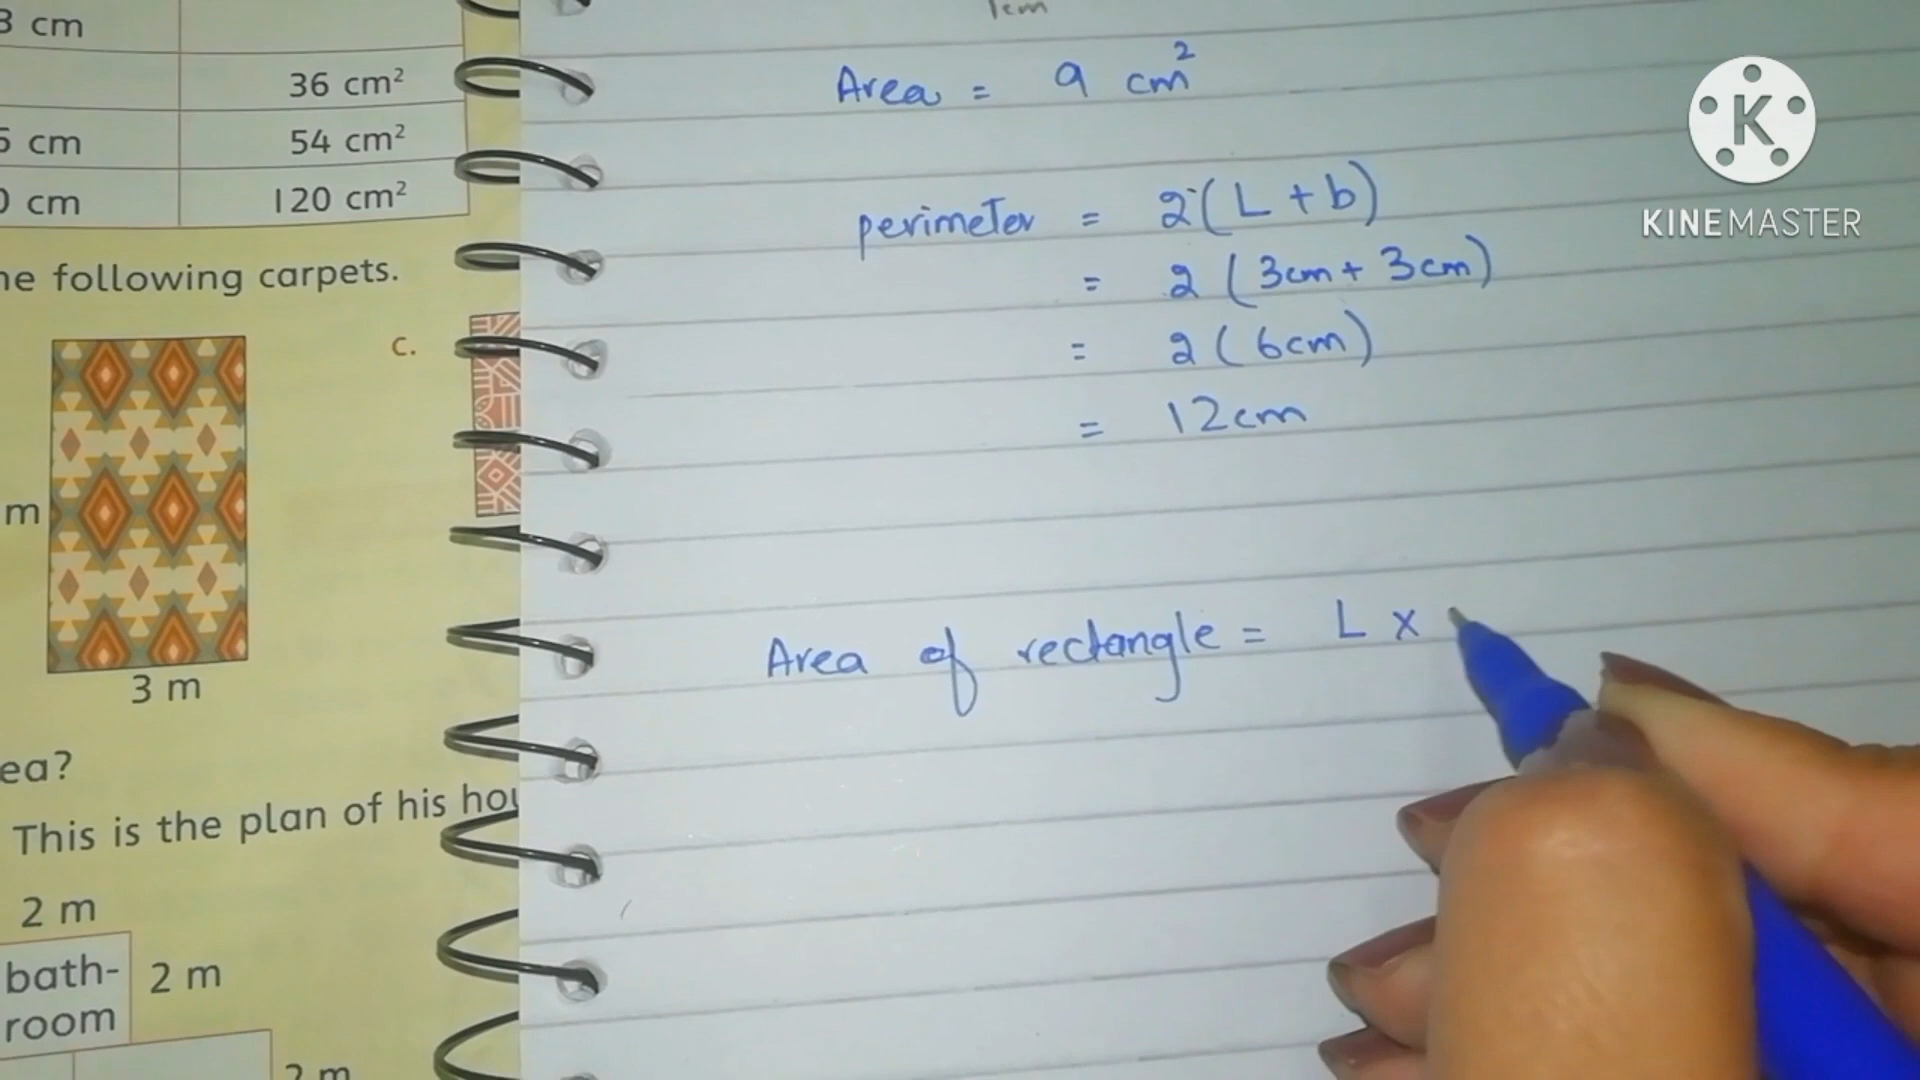 3 cm
36 cm²
5 cm 54 cm²
0 cm 120 cm²
following carpets.
c.
m
3 m
ea?
This is the plan of his hou
2 m
bath- 2 m
room
2 m
1cm
Area = 9 cm²
perimeter = 2(L + b)
= 2 (3cm + 3cm)
= 2 (6cm)
= 12cm
Area of rectangle = L ×
K
KINEMASTER